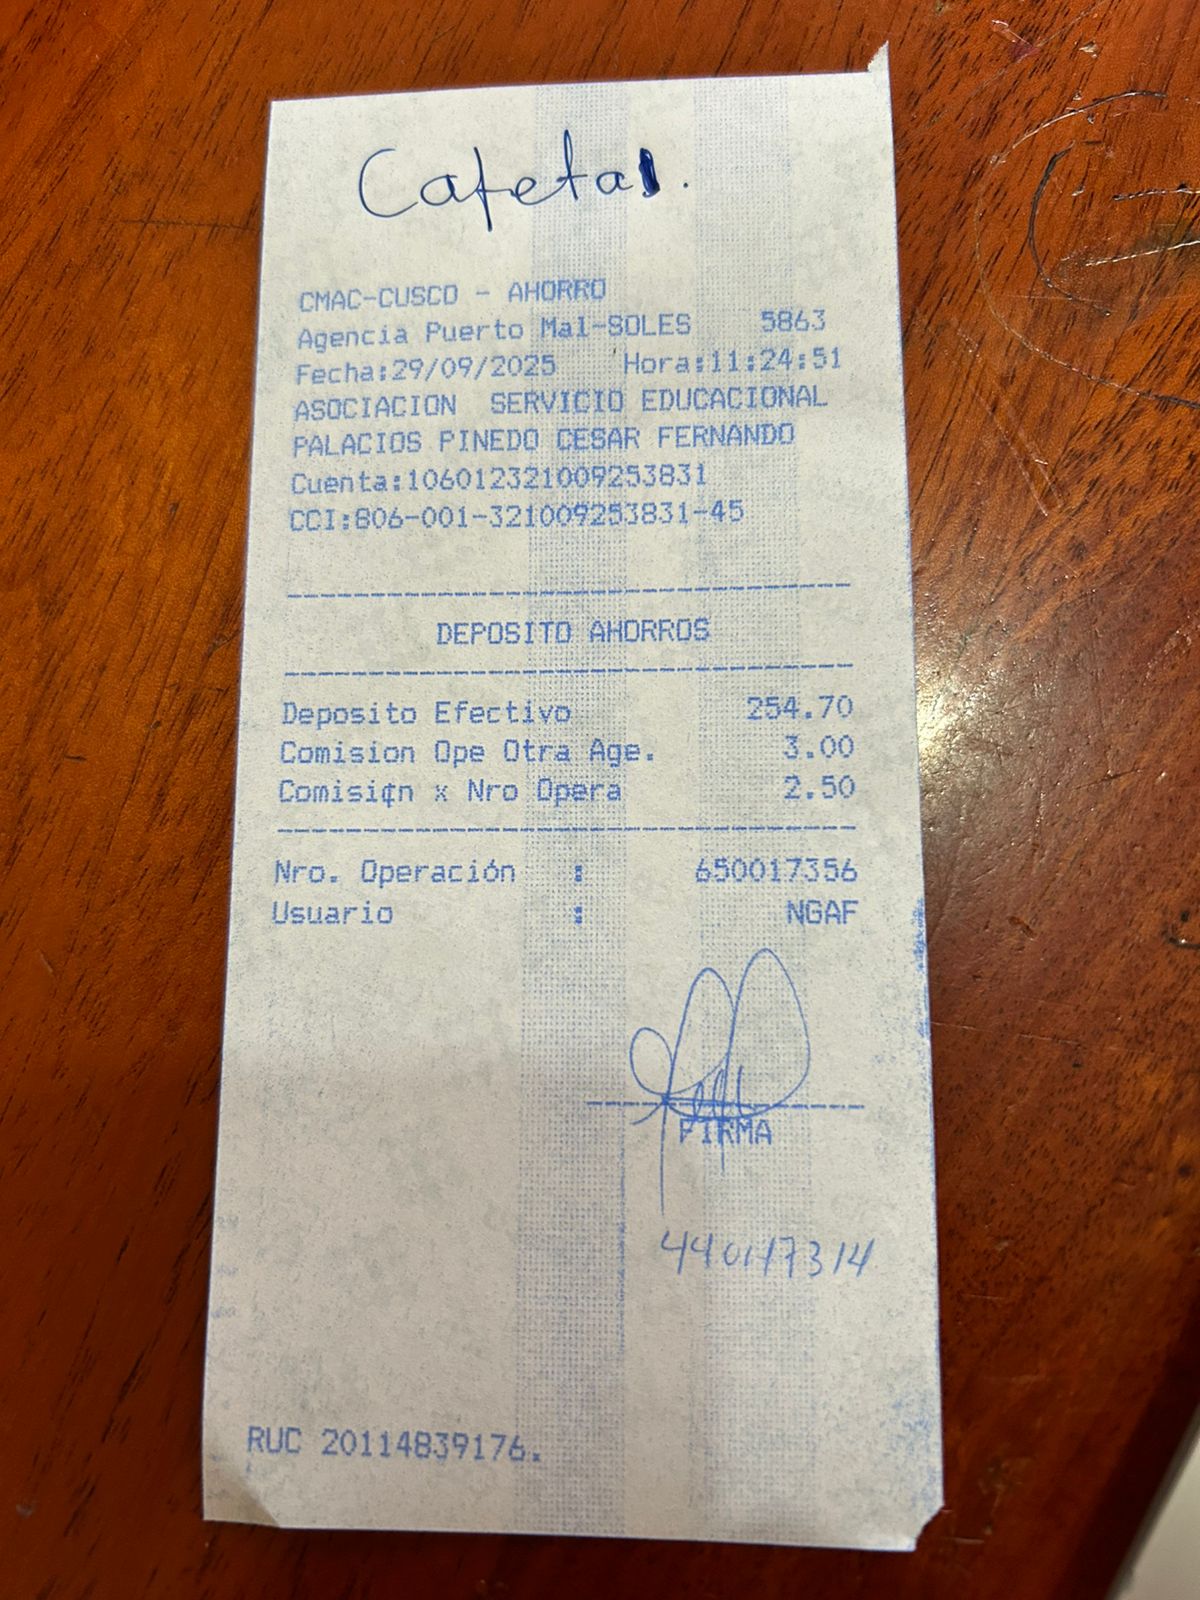 Cafetal.
CMAC-CUSCO - AHORRO
Agencia Puerto Mal-SOLES 5863
Fecha:29/09/2025 Hora:11:24:51
ASOCIACION SERVICIO EDUCACIONAL
PALACIOS PINEDO CESAR FERNANDO
Cuenta:106012321009253831
CCI:806-001-321009253831-45
DEPOSITO AHORROS
Deposito Efectivo 254.70
Comision Ope Otra Age. 3.00
Comisi¢n x Nro Opera 2.50
Nro. Operación : 650017356
Usuario : NGAF
FIRMA
RUC 20114839176.